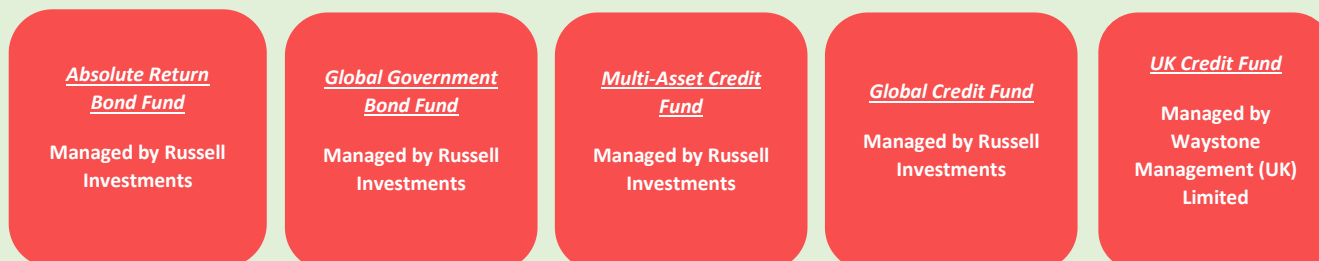 Absolute Return
Bond Fund
Managed by Russell
Investments
Global Government
Bond Fund
Managed by Russell
Investments
Multi-Asset Credit
Fund
Managed by Russell
Investments
Global Credit Fund
Managed by Russell
Investments
UK Credit Fund
Managed by
Waystone
Management (UK)
Limited